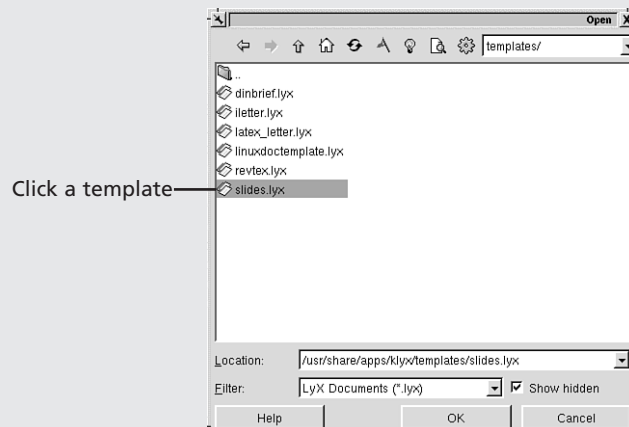 Open
templates/
..
dinbrief.lyx
iletter.lyx
latex_letter.lyx
linuxdoctemplate.lyx
revtex.lyx
Click a template
slides.lyx
Location: /usr/share/apps/klyx/templates/slides.lyx
Filter: LyX Documents (*.lyx) Show hidden
Help OK Cancel